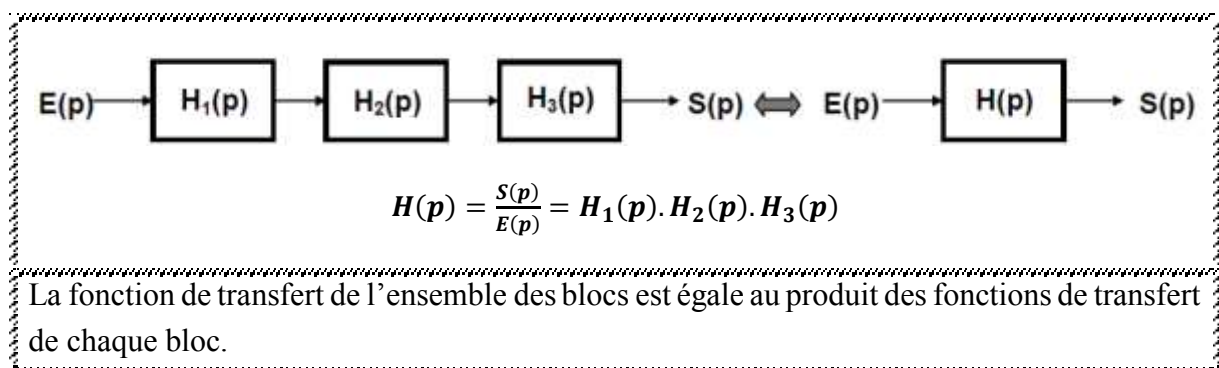 E(p) H₁(p) H₂(p) H₃(p) S(p) ⟺ E(p) H(p) S(p)
H(p) = S(p)/E(p) = H₁(p). H₂(p). H₃(p)
La fonction de transfert de l’ensemble des blocs est égale au produit des fonctions de transfert
de chaque bloc.